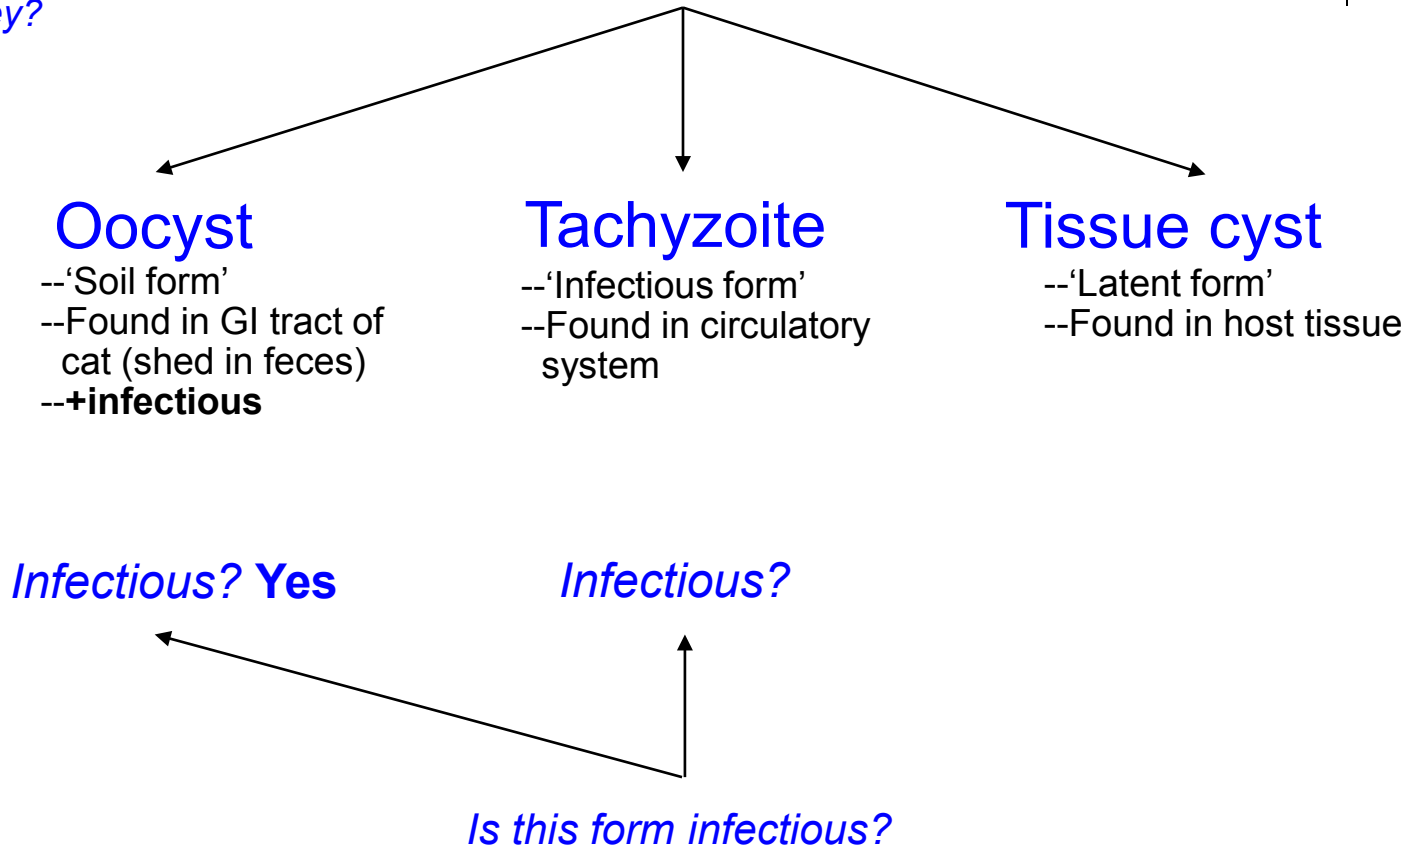 ey?
Oocyst
--‘Soil form’
--Found in GI tract of
cat (shed in feces)
--+infectious
Tachyzoite
--‘Infectious form’
--Found in circulatory
system
Tissue cyst
--‘Latent form’
--Found in host tissue
Infectious? Yes
Infectious?
Is this form infectious?